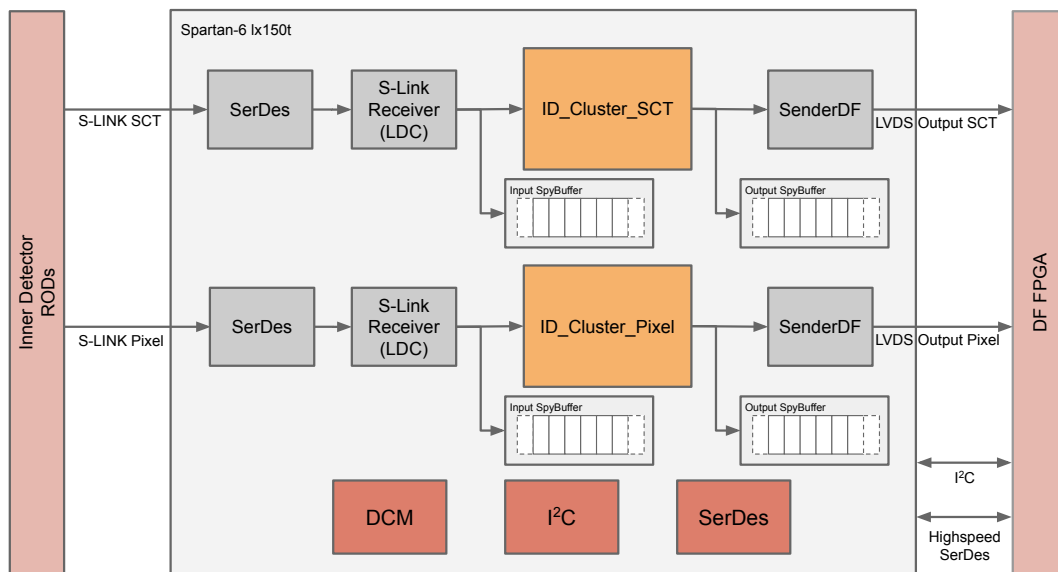 Spartan-6 lx150t
Inner Detector
RODs
S-LINK SCT
SerDes
S-Link
Receiver
(LDC)
ID_Cluster_SCT
SenderDF
LVDS Output SCT
Input SpyBuffer
Output SpyBuffer
DF FPGA
S-LINK Pixel
SerDes
S-Link
Receiver
(LDC)
ID_Cluster_Pixel
SenderDF
LVDS Output Pixel
Input SpyBuffer
Output SpyBuffer
I²C
DCM
I²C
SerDes
Highspeed
SerDes